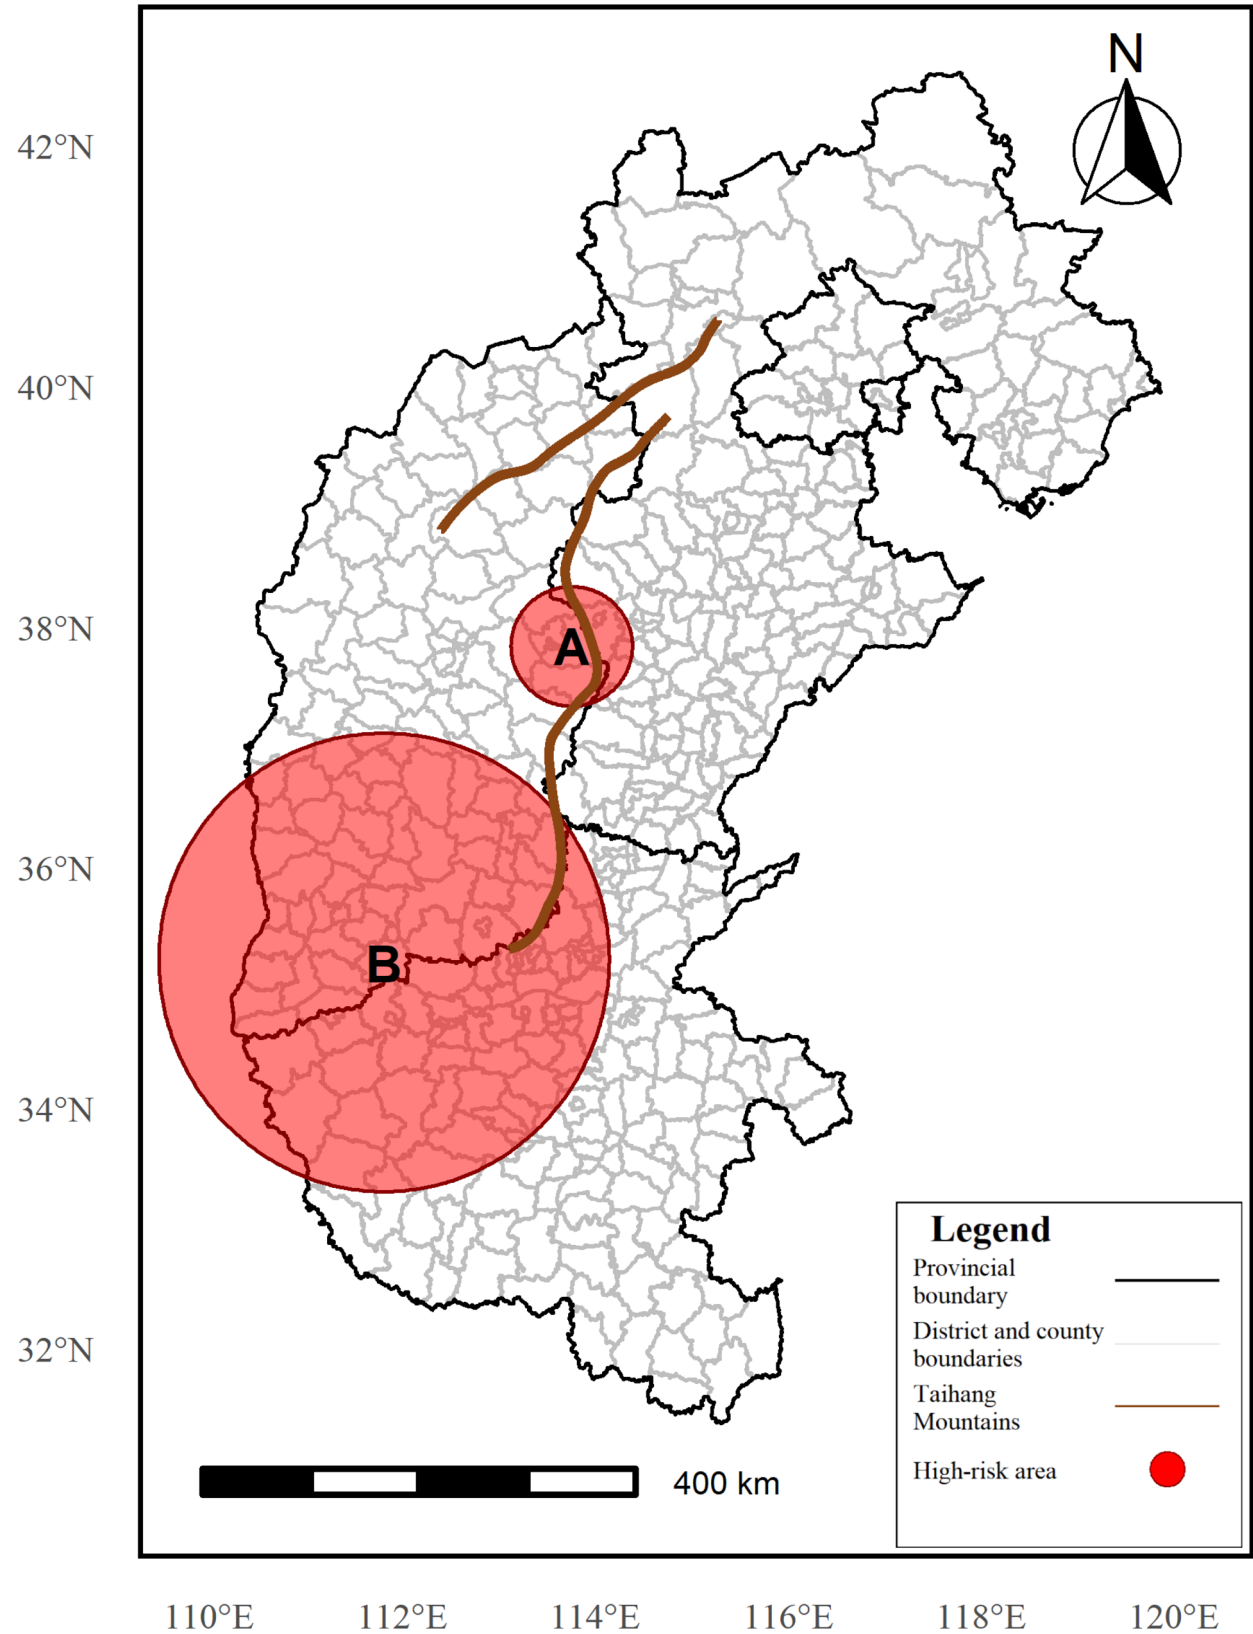 N
42°N
40°N
38°N
A
36°N
B
34°N
Legend
Provincial
boundary
District and county
boundaries
32°N
Taihang
Mountains
High-risk area
400 km
110°E 112°E 114°E 116°E 118°E 120°E